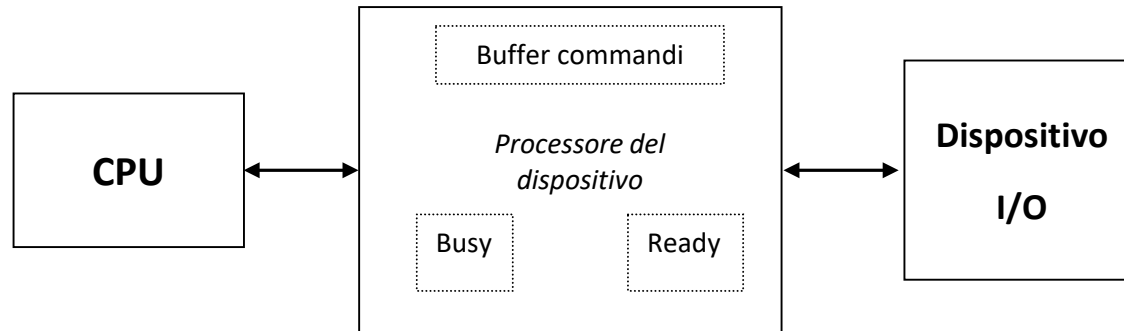 CPU
Buffer commandi
Processore del
dispositivo
Busy
Ready
Dispositivo
I/O